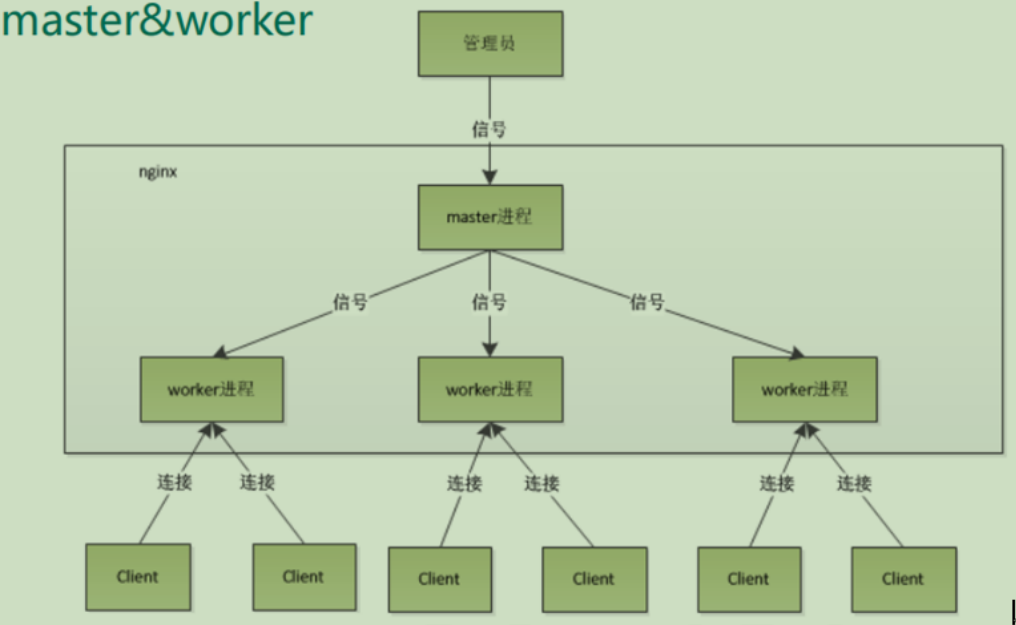 master&worker
管理员
信号
nginx
master进程
信号
信号
信号
worker进程
worker进程
worker进程
连接
连接
连接
连接
连接
连接
Client
Client
Client
Client
Client
Client